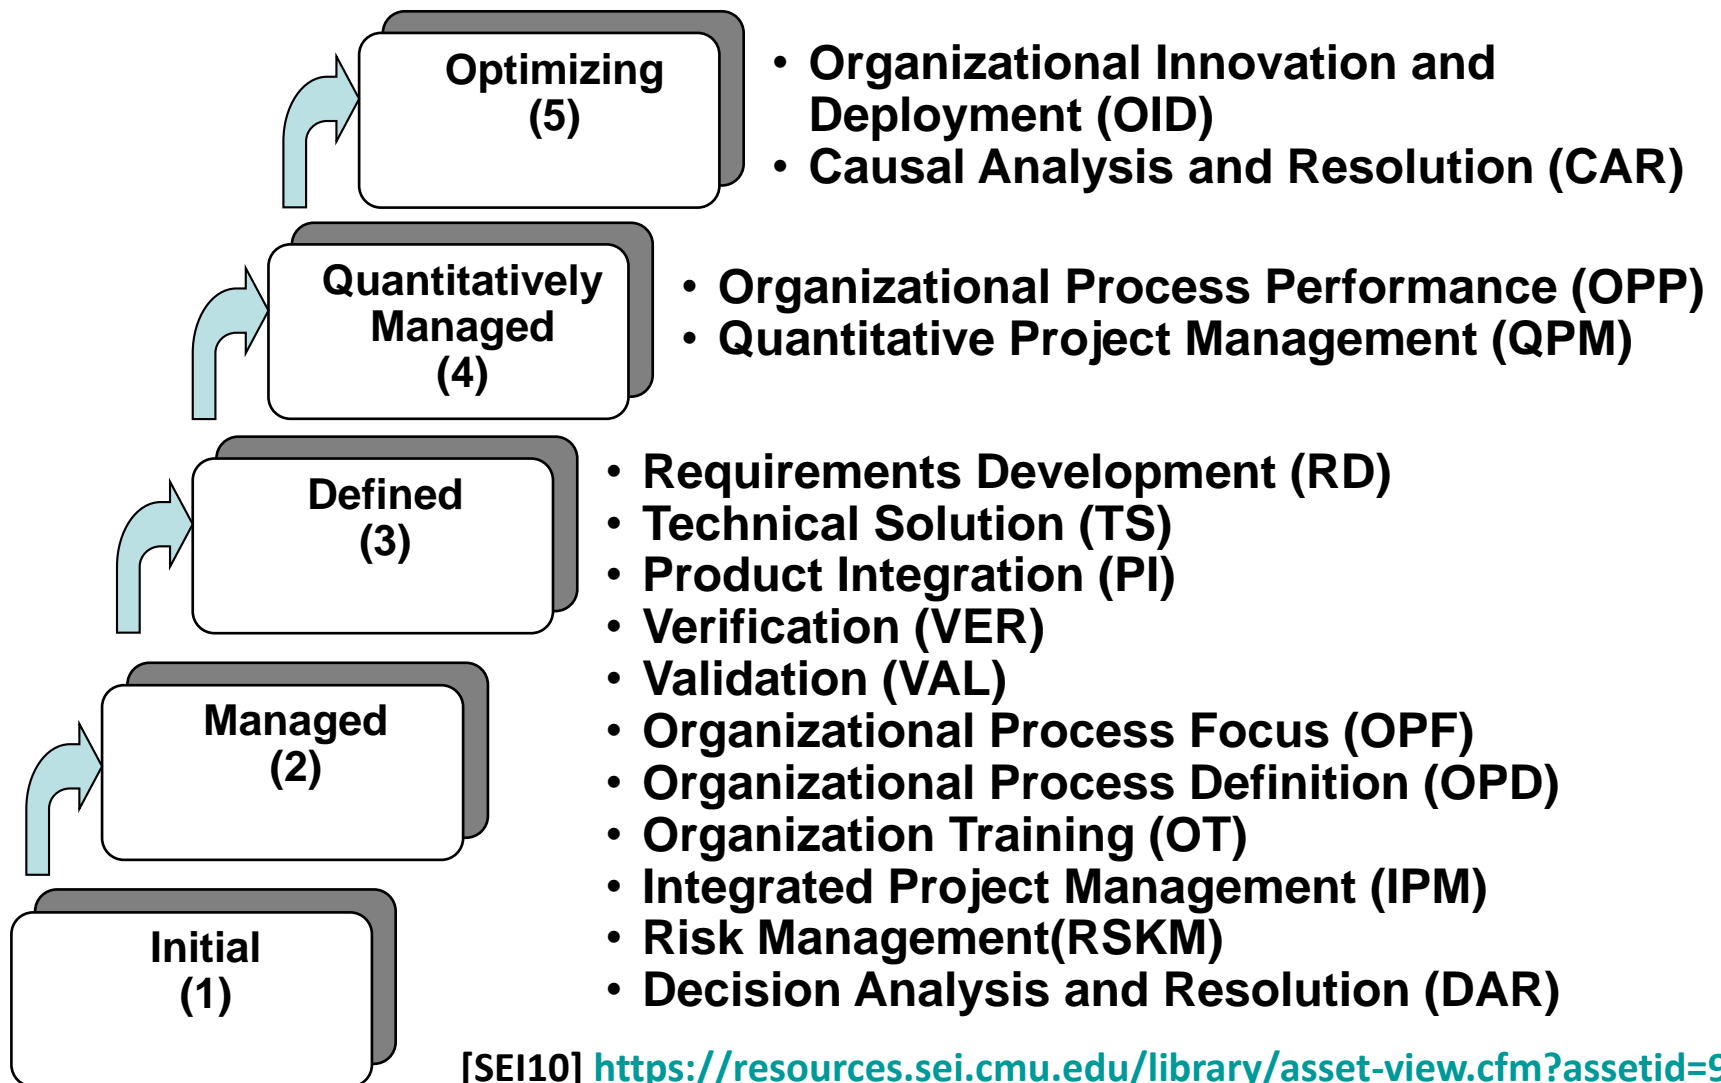 Optimizing
(5)
• Organizational Innovation and
Deployment (OID)
• Causal Analysis and Resolution (CAR)
Quantitatively
Managed
(4)
• Organizational Process Performance (OPP)
• Quantitative Project Management (QPM)
Defined
(3)
• Requirements Development (RD)
• Technical Solution (TS)
• Product Integration (PI)
• Verification (VER)
• Validation (VAL)
• Organizational Process Focus (OPF)
• Organizational Process Definition (OPD)
• Organization Training (OT)
• Integrated Project Management (IPM)
• Risk Management(RSKM)
• Decision Analysis and Resolution (DAR)
Managed
(2)
Initial
(1)
[SEI10] https://resources.sei.cmu.edu/library/asset-view.cfm?assetid=9